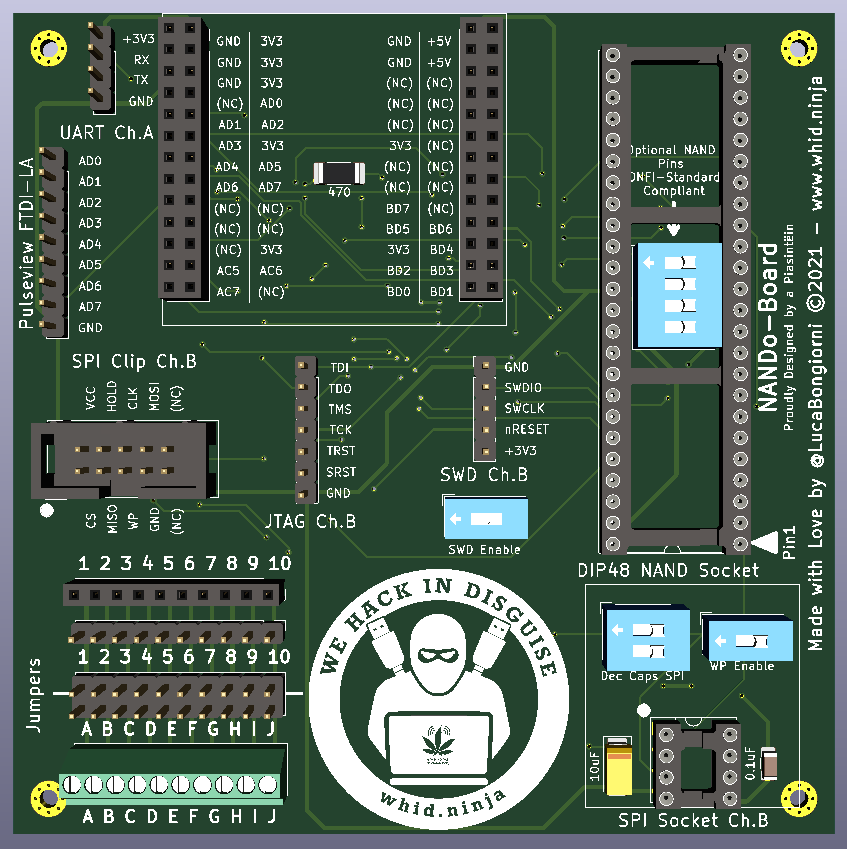 +3V3
RX
TX
GND
UART Ch.A
Pulseview FTDI-LA
AD0
AD1
AD2
AD3
AD4
AD5
AD6
AD7
GND
GND 3V3
GND 3V3
GND 3V3
(NC) AD0
AD1 AD2
AD3 3V3
AD4 AD5
AD6 AD7
(NC) (NC)
(NC) (NC)
(NC) 3V3
AC5 AC6
AC7 (NC)
470
GND +5V
GND +5V
(NC) (NC)
(NC) (NC)
(NC) (NC)
3V3 (NC)
(NC) (NC)
(NC) (NC)
BD7 (NC)
BD5 BD6
3V3 BD4
BD2 BD3
BD0 BD1
Optional NAND
Pins
ONFI-Standard
Compliant
NANDo-Board
Proudly Designed by a Piasintëin
Made with Love by @LucaBongiorni ©2021 - www.whid.ninja
Pin1
DIP48 NAND Socket
SPI Clip Ch.B
VCC
HOLD
CLK
MOSI
(NC)
CS
MISO
WP
GND
(NC)
TDI
TDO
TMS
TCK
TRST
SRST
GND
JTAG Ch.B
GND
SWDIO
SWCLK
nRESET
+3V3
SWD Ch.B
SWD Enable
1 2 3 4 5 6 7 8 9 10
1 2 3 4 5 6 7 8 9 10
Jumpers
A B C D E F G H I J
A B C D E F G H I J
WE HACK IN DISGUISE
whid.ninja
Dec Caps SPI
WP Enable
10uF
0.1uF
SPI Socket Ch.B